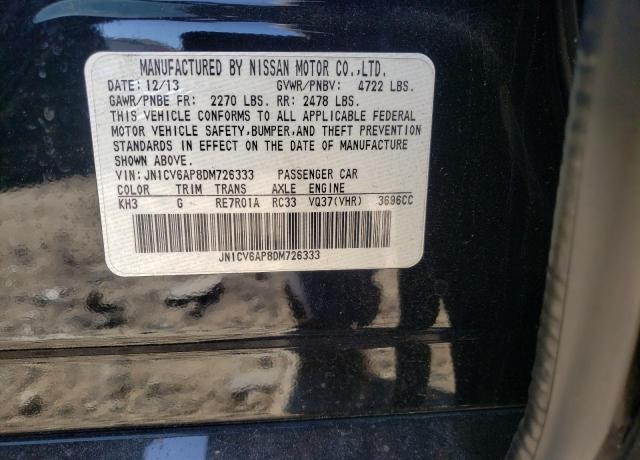 MANUFACTURED BY NISSAN MOTOR CO.,LTD.
DATE: 12/13 GVWR/PNBV: 4722 LBS.
GAWR/PNBE FR: 2270 LBS. RR: 2478 LBS.
THIS VEHICLE CONFORMS TO ALL APPLICABLE FEDERAL
MOTOR VEHICLE SAFETY,BUMPER,AND THEFT PREVENTION
STANDARDS IN EFFECT ON THE DATE OF MANUFACTURE
SHOWN ABOVE.
VIN: JN1CV6AP8DM726333 PASSENGER CAR
COLOR TRIM TRANS AXLE ENGINE
KH3 G RE7R01A RC33 VQ37(VHR) 3696CC
JN1CV6AP8DM726333